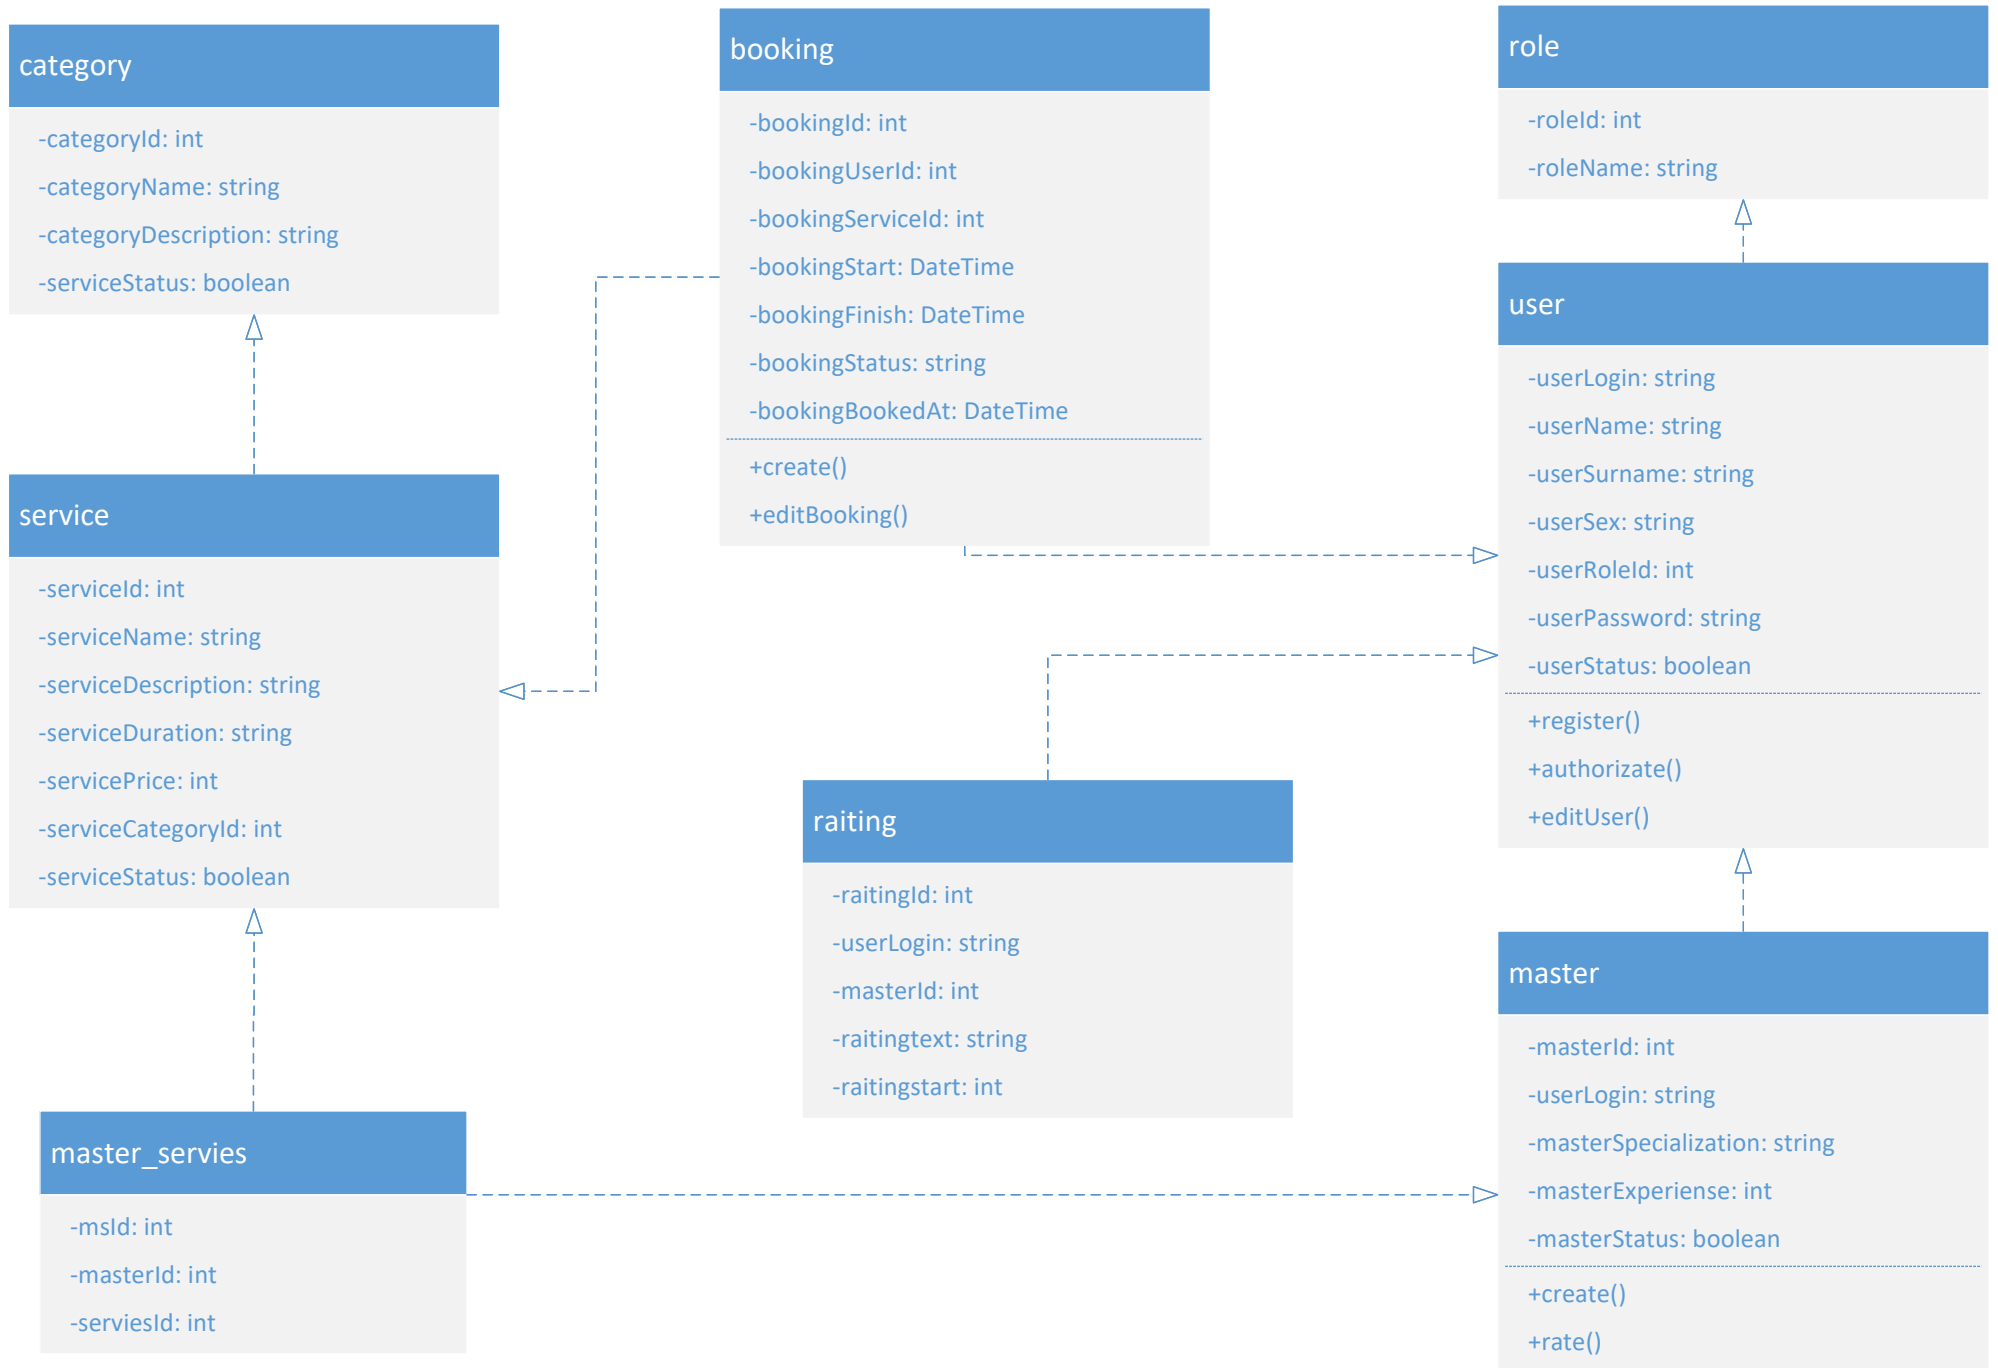 category
-categoryId: int
-categoryName: string
-categoryDescription: string
-serviceStatus: boolean
booking
-bookingId: int
-bookingUserId: int
-bookingServiceId: int
-bookingStart: DateTime
-bookingFinish: DateTime
-bookingStatus: string
-bookingBookedAt: DateTime
+create()
+editBooking()
role
-roleId: int
-roleName: string
user
-userLogin: string
-userName: string
-userSurname: string
-userSex: string
-userRoleId: int
-userPassword: string
-userStatus: boolean
+register()
+authorizate()
+editUser()
service
-serviceId: int
-serviceName: string
-serviceDescription: string
-serviceDuration: string
-servicePrice: int
-serviceCategoryId: int
-serviceStatus: boolean
raiting
-raitingId: int
-userLogin: string
-masterId: int
-raitingtext: string
-raitingstart: int
master
-masterId: int
-userLogin: string
-masterSpecialization: string
-masterExperiense: int
-masterStatus: boolean
+create()
+rate()
master_servies
-msId: int
-masterId: int
-serviesId: int